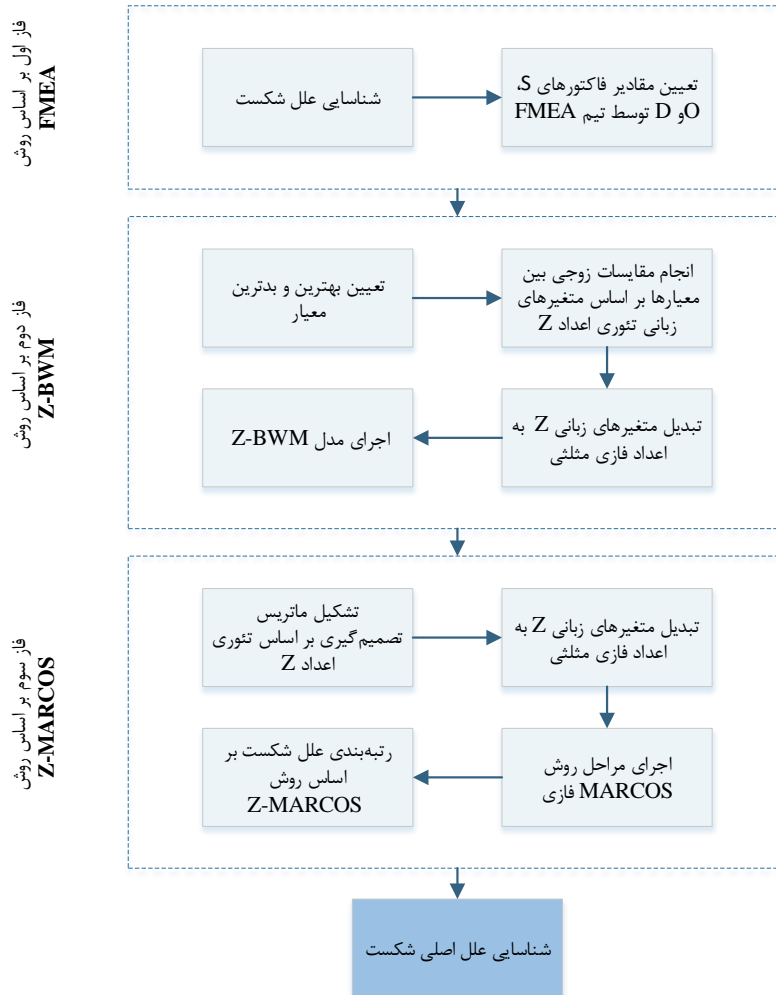 فاز اول بر اساس روش
FMEA
شناسایی علل شکست
تعیین مقادیر فاکتورهای S،
O و D توسط تیم FMEA
فاز دوم بر اساس روش
Z-BWM
تعیین بهترین و بدترین
معیار
انجام مقایسات زوجی بین
معیارها بر اساس متغیرهای
زبانی تئوری اعداد Z
تبدیل متغیرهای زبانی Z به
اعداد فازی مثلثی
اجرای مدل Z-BWM
فاز سوم بر اساس روش
Z-MARCOS
تشکیل ماتریس
تصمیم‌گیری بر اساس تئوری
اعداد Z
تبدیل متغیرهای زبانی Z به
اعداد فازی مثلثی
اجرای مراحل روش
MARCOS فازی
رتبه‌بندی علل شکست بر
اساس روش
Z-MARCOS
شناسایی علل اصلی شکست